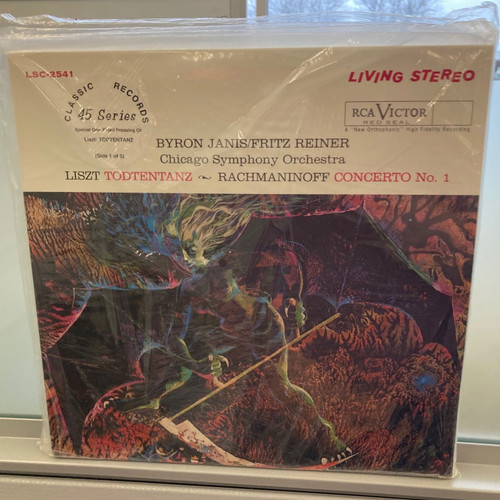 LSC-2541
LIVING STEREO
CLASSIC RECORDS
45 Series
Special One-Sided Pressing Of
Liszt TODTENTANZ
(Side 1 of 5)
RCA VICTOR
RED SEAL
A "New Orthophonic" High Fidelity Recording
BYRON JANIS/FRITZ REINER
Chicago Symphony Orchestra
LISZT TODTENTANZ ~ RACHMANINOFF CONCERTO No. 1